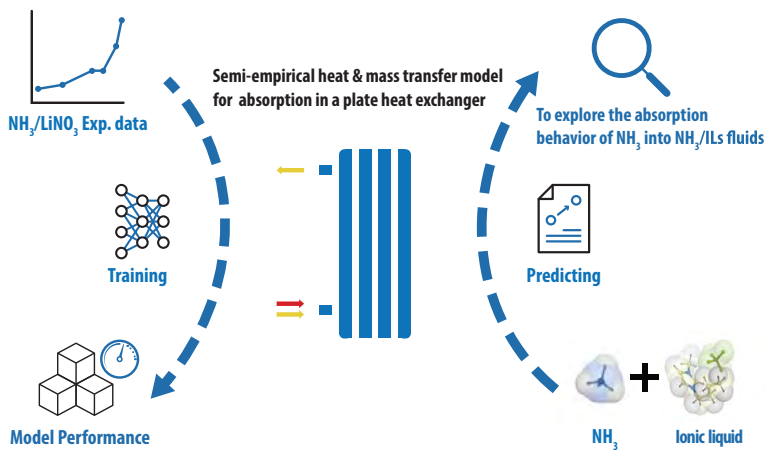 Semi-empirical heat & mass transfer model
for absorption in a plate heat exchanger
NH₃/LiNO₃ Exp. data
Training
Model Performance
To explore the absorption
behavior of NH₃ into NH₃/ILs fluids
Predicting
NH₃
Ionic liquid